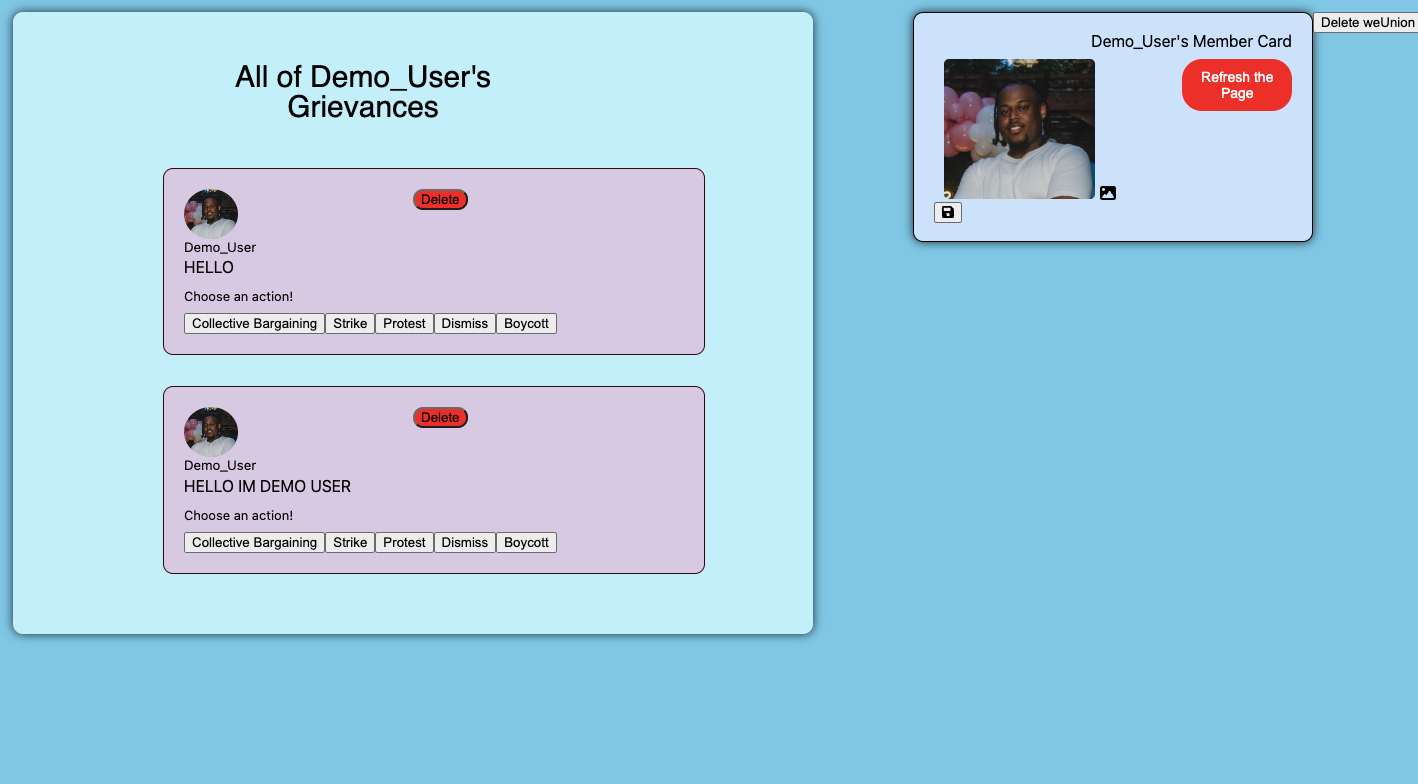 All of Demo_User's
Grievances
Demo_User
Delete
HELLO
Choose an action!
Collective Bargaining Strike Protest Dismiss Boycott
Demo_User
Delete
HELLO IM DEMO USER
Choose an action!
Collective Bargaining Strike Protest Dismiss Boycott
Demo_User's Member Card
Refresh the
Page
Delete weUnion